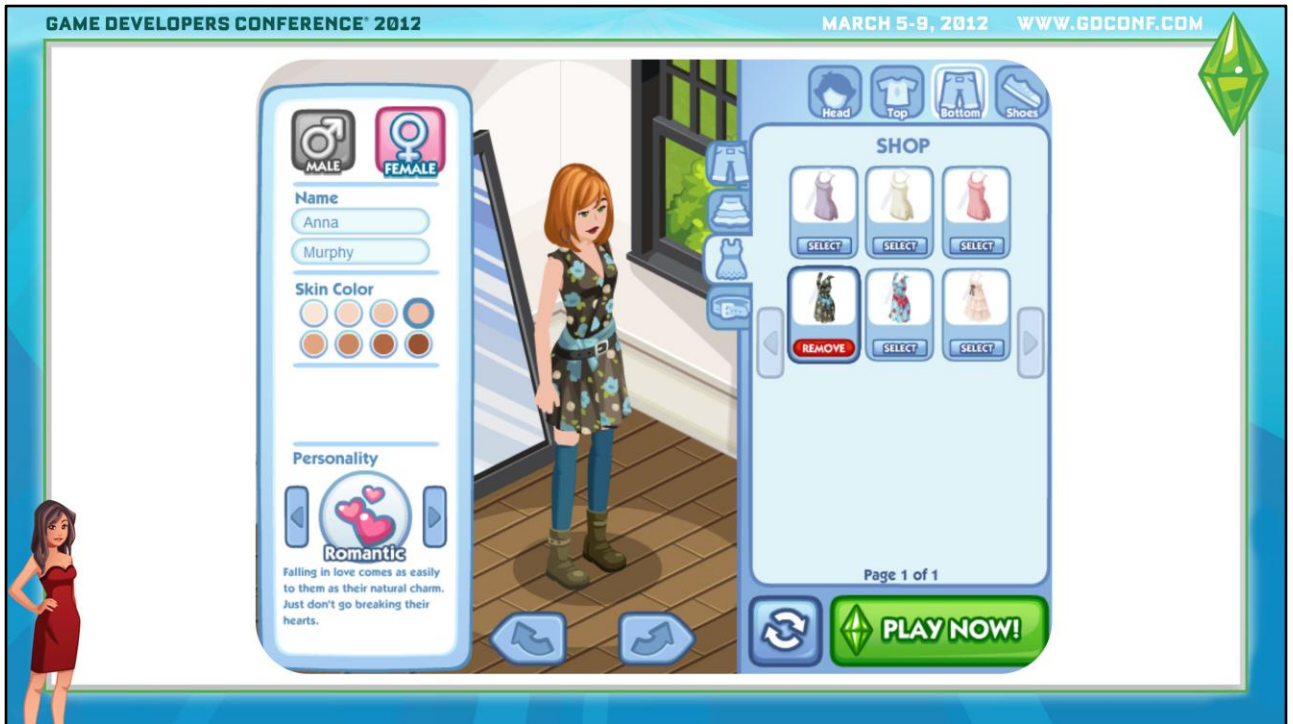 GAME DEVELOPERS CONFERENCE® 2012
MARCH 5-9, 2012 WWW.GDCONF.COM
MALE
FEMALE
Name
Anna
Murphy
Skin Color
Personality
Romantic
Falling in love comes as easily
to them as their natural charm.
Just don't go breaking their
hearts.
Head
Top
Bottom
Shoes
SHOP
SELECT
SELECT
SELECT
REMOVE
SELECT
SELECT
Page 1 of 1
PLAY NOW!